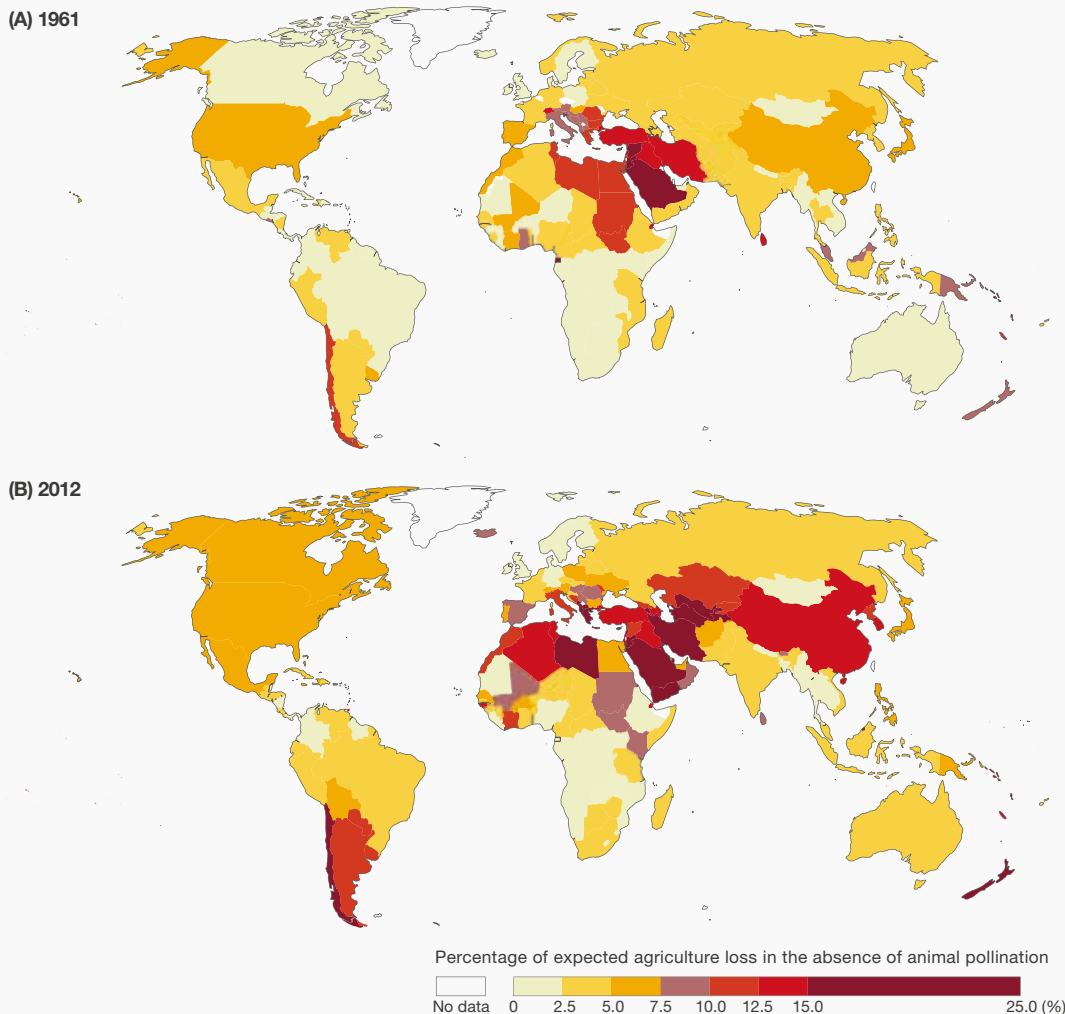 (A) 1961
(B) 2012
Percentage of expected agriculture loss in the absence of animal pollination
No data 0 2.5 5.0 7.5 10.0 12.5 15.0 25.0 (%)